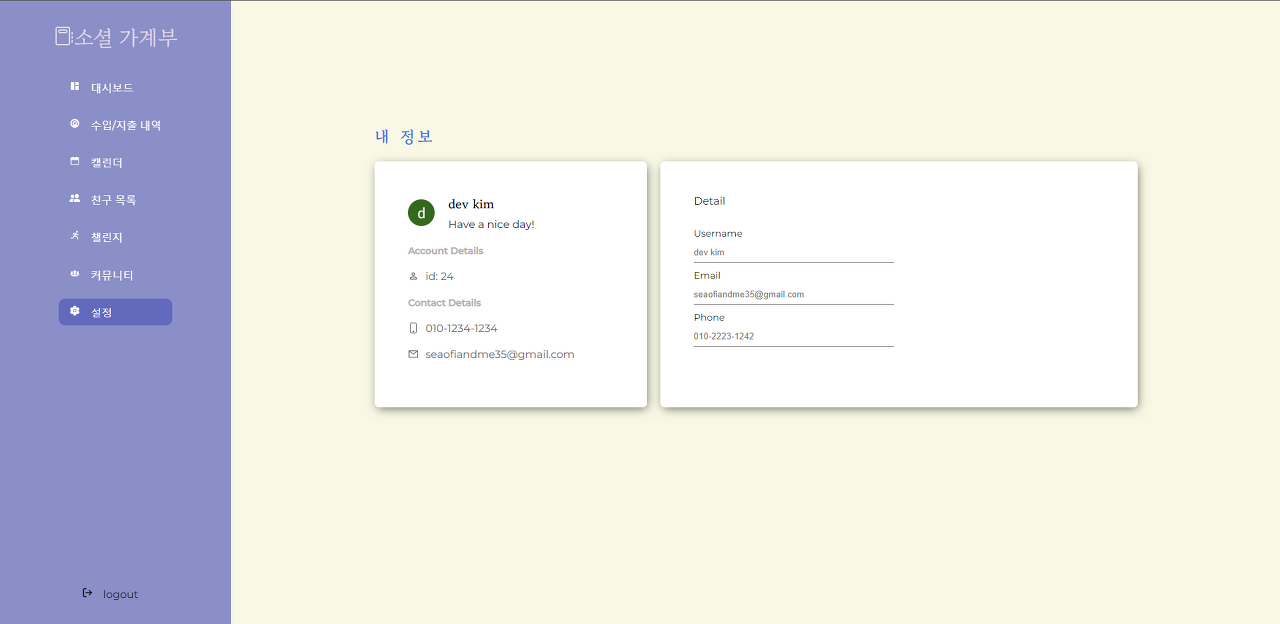 소셜 가계부
대시보드
수입/지출 내역
캘린더
친구 목록
챌린지
커뮤니티
설정
logout
내 정보
d
dev kim
Have a nice day!
Account Details
id: 24
Contact Details
010-1234-1234
seaofiandme35@gmail.com
Detail
Username
dev kim
Email
seaofiandme35@gmail.com
Phone
010-2223-1242